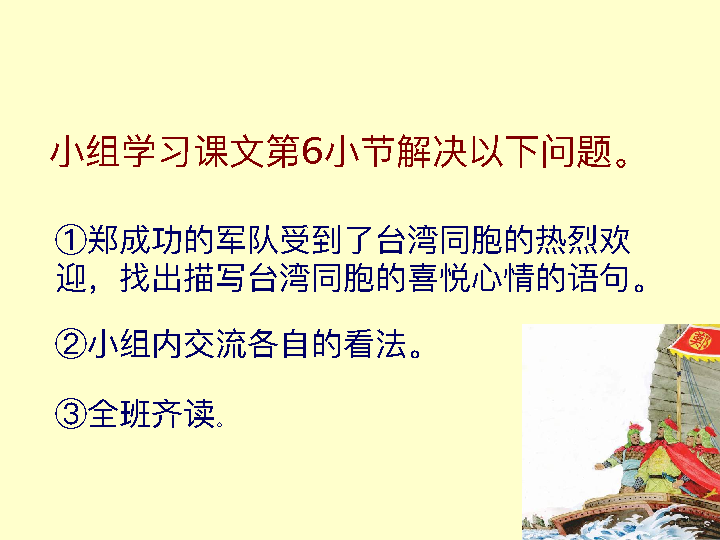 小组学习课文第6小节解决以下问题。
①郑成功的军队受到了台湾同胞的热烈欢
迎，找出描写台湾同胞的喜悦心情的语句。
②小组内交流各自的看法。
③全班齐读。
鄭